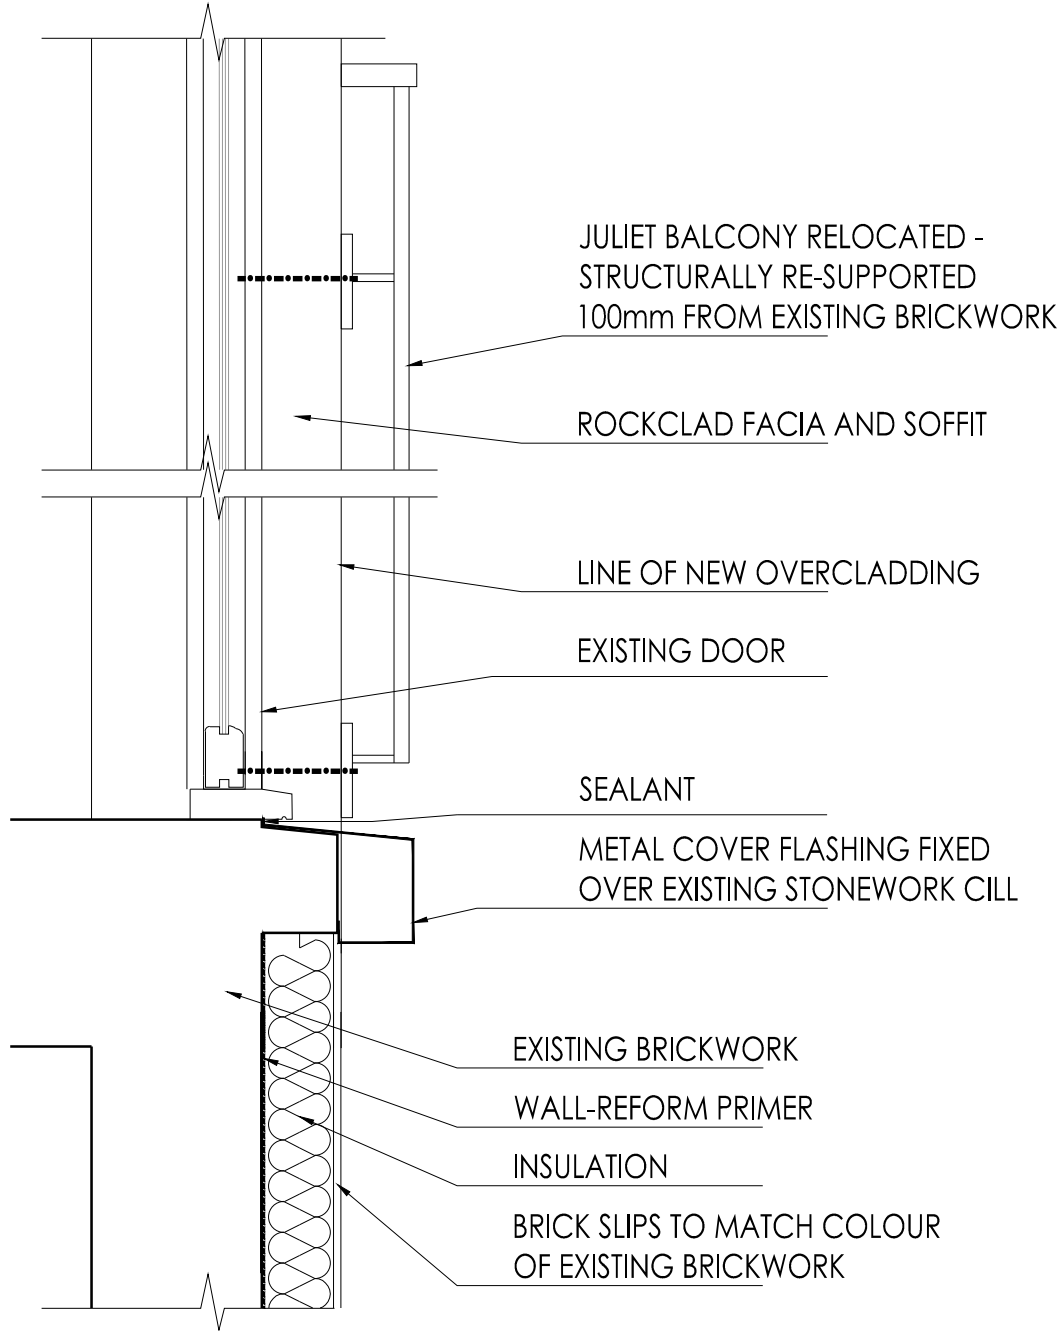 JULIET BALCONY RELOCATED -
STRUCTURALLY RE-SUPPORTED
100mm FROM EXISTING BRICKWORK
ROCKCLAD FACIA AND SOFFIT
LINE OF NEW OVERCLADDING
EXISTING DOOR
SEALANT
METAL COVER FLASHING FIXED
OVER EXISTING STONEWORK CILL
EXISTING BRICKWORK
WALL-REFORM PRIMER
INSULATION
BRICK SLIPS TO MATCH COLOUR
OF EXISTING BRICKWORK